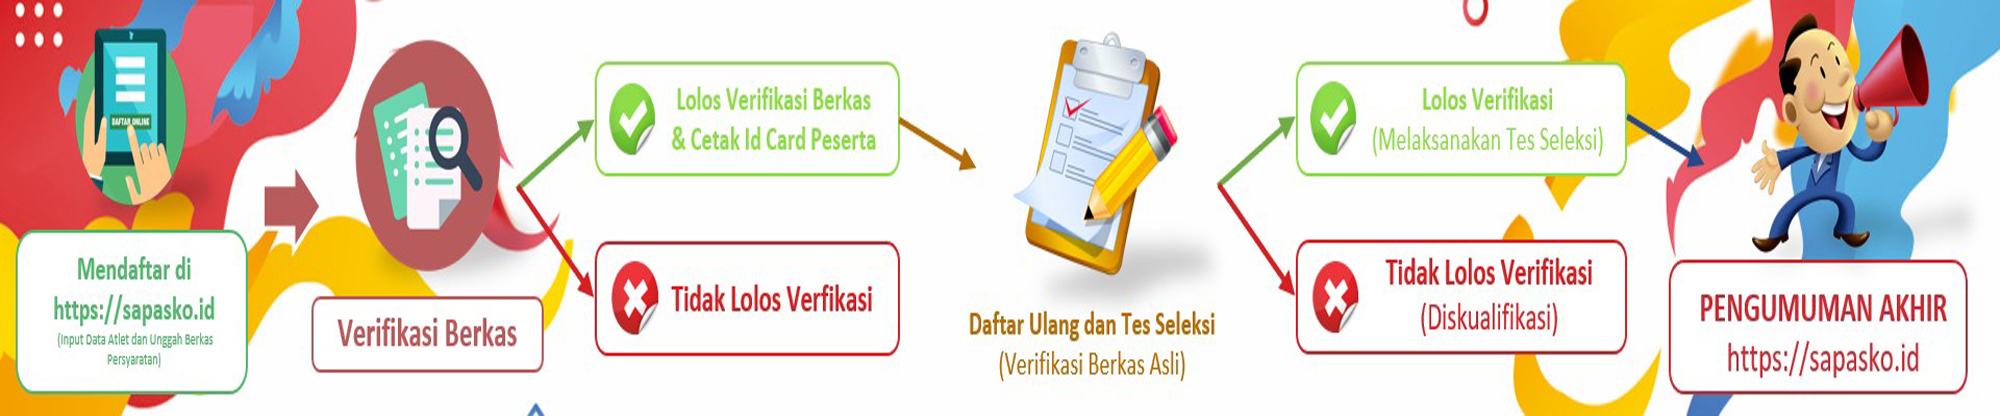 DAFTAR ONLINE
Mendaftar di
https://sapasko.id
(Input Data Atlet dan Unggah Berkas
Persyaratan)
Verifikasi Berkas
Lolos Verifikasi Berkas
& Cetak Id Card Peserta
Tidak Lolos Verfikasi
Daftar Ulang dan Tes Seleksi
(Verifikasi Berkas Asli)
Lolos Verifikasi
(Melaksanakan Tes Seleksi)
Tidak Lolos Verifikasi
(Diskualifikasi)
PENGUMUMAN AKHIR
https://sapasko.id